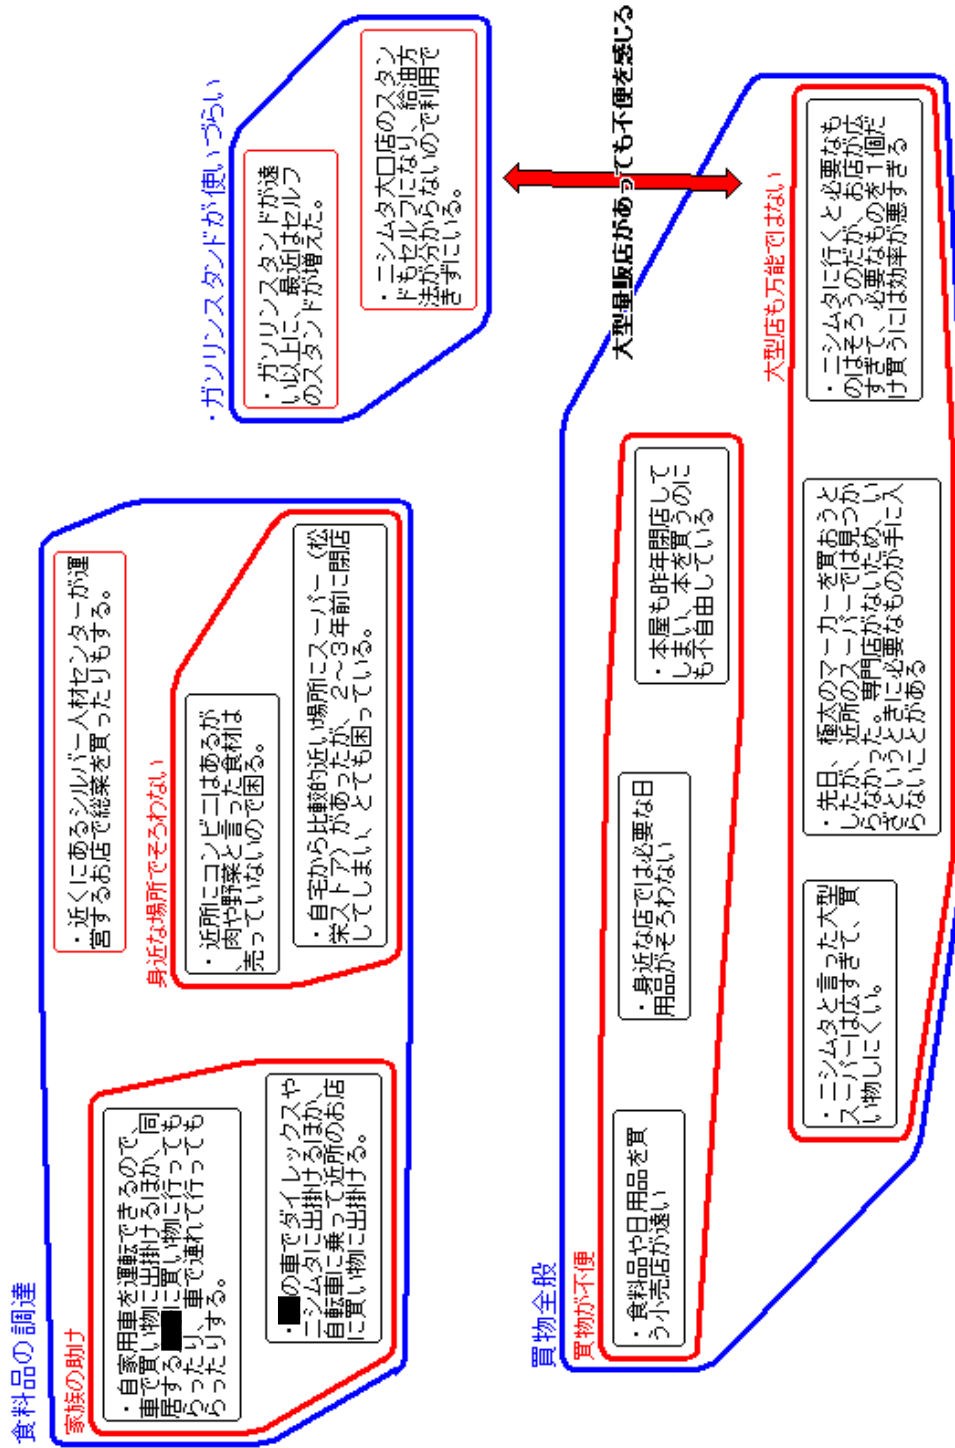 食料品の調達
家族の助け
・自家用車を運転できるので、
車で買い物に出掛けるほか、同
居する■■に買い物に行っても
らったり、車で連れて行っても
らったりする。
・■の車でダイレックスや
ニシムタに出掛けるほか、
自転車に乗って近所のお店
に買い物に出掛ける。
・近くにあるシルバー人材センターが運
営するお店で総菜を買ったりもする。
身近な場所でそろわない
・近所にコンビニはあるが
肉や野菜と言った食材は
売っていないので困る。
・自宅から比較的近い場所にスーパー（松
栄ストア）があったが、２～３年前に閉店
してしまい、とても困っている。
・ガソリンスタンドが使いづらい
・ガソリンスタンドが遠
い以上に、最近はセルフ
のスタンドが増えた。
・ニシムタ大口店のスタン
ドもセルフになり、給油方
法が分からないので利用で
きずにいる。
大型量販店があっても不便を感じる
買物全般
買物が不便
・食料品や日用品を買
う小売店が遠い
・身近な店では必要な日
用品がそろわない
・本屋も昨年閉店して
しまい、本を買うのに
も不自由している
大型店も万能ではない
・ニシムタと言った大型
スーパーは広すぎて、買
い物しにくい。
・先日、極太のマーカーを買おうと
したが、近所のスーパーでは見つか
らなかった。専門店がないため、い
ざというときに必要なものが手に入
らないことがある
・ニシムタに行くと必要なも
のはそろうのだが、お店が広
すぎて、必要なものを１個だ
け買うには効率が悪すぎる